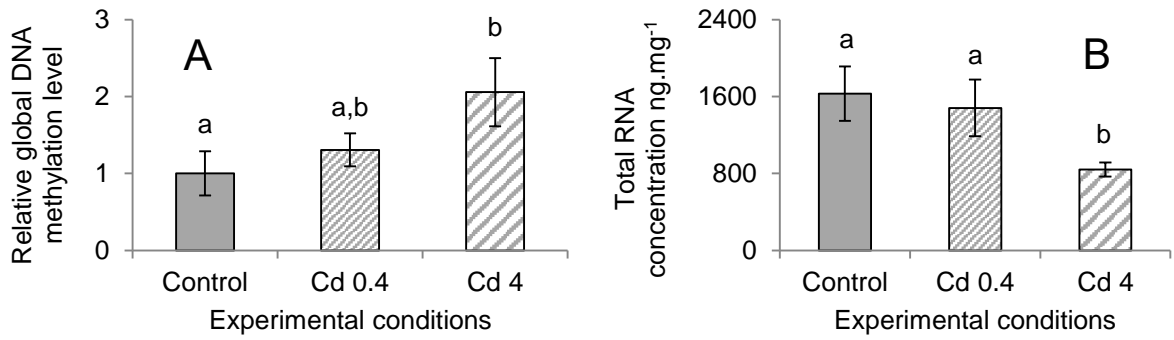 Relative global DNA
methylation level
3
2
1
0
A
a
a,b
b
Control
Cd 0.4
Cd 4
Experimental conditions
Total RNA
concentration ng.mg-1
2400
1600
800
0
B
a
a
b
Control
Cd 0.4
Cd 4
Experimental conditions